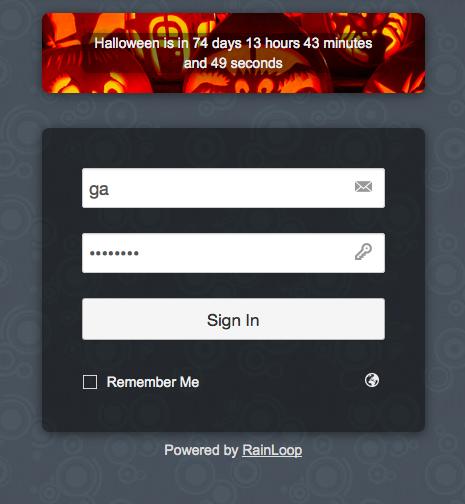 Halloween is in 74 days 13 hours 43 minutes
and 49 seconds
ga
••••••••
Sign In
Remember Me
Powered by RainLoop